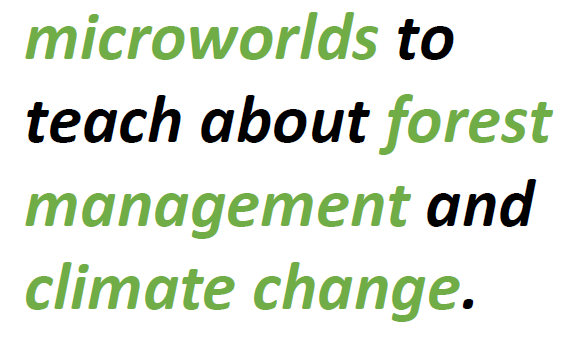 microworlds to
teach about forest
management and
climate change.